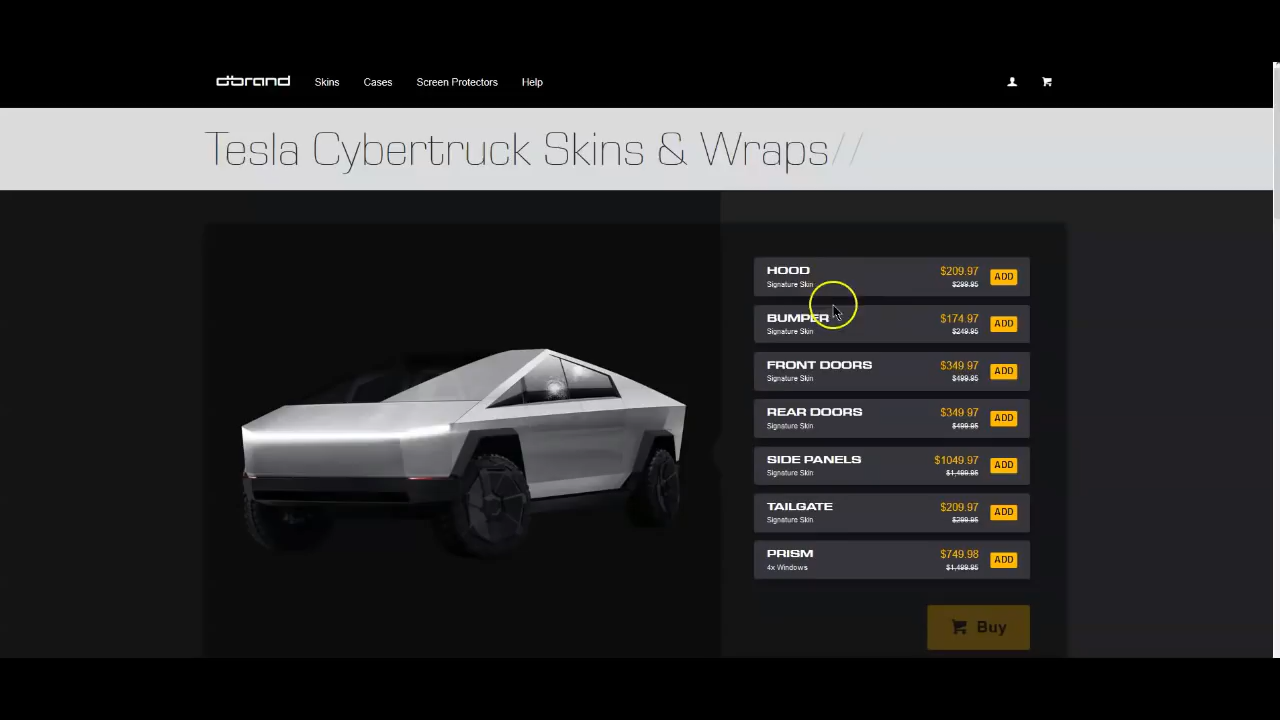 dbrand Skins Cases Screen Protectors Help
Tesla Cybertruck Skins & Wraps//
HOOD $209.97 ADD
Signature Skin $299.95
BUMPER $174.97 ADD
Signature Skin $249.95
FRONT DOORS $349.97 ADD
Signature Skin $499.95
REAR DOORS $349.97 ADD
Signature Skin $499.95
SIDE PANELS $1049.97 ADD
Signature Skin $1,499.95
TAILGATE $209.97 ADD
Signature Skin $299.95
PRISM $749.98 ADD
4x Windows $1,499.95
Buy